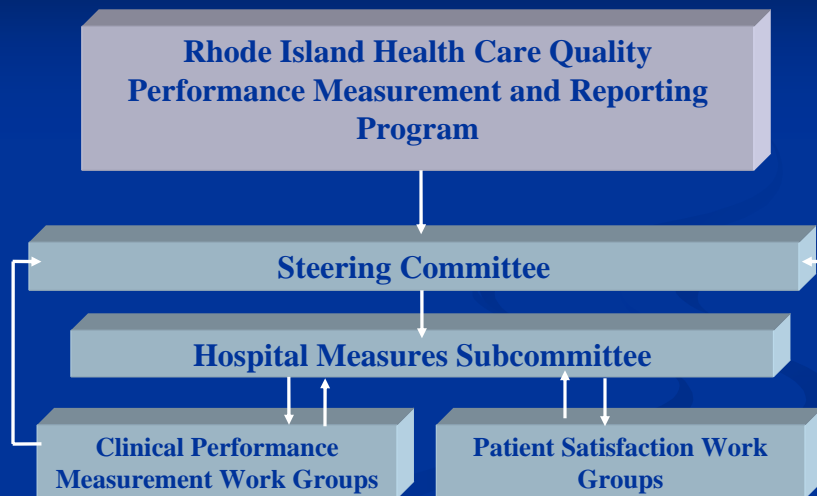 Rhode Island Health Care Quality
Performance Measurement and Reporting
Program
Steering Committee
Hospital Measures Subcommittee
Clinical Performance
Measurement Work Groups
Patient Satisfaction Work
Groups